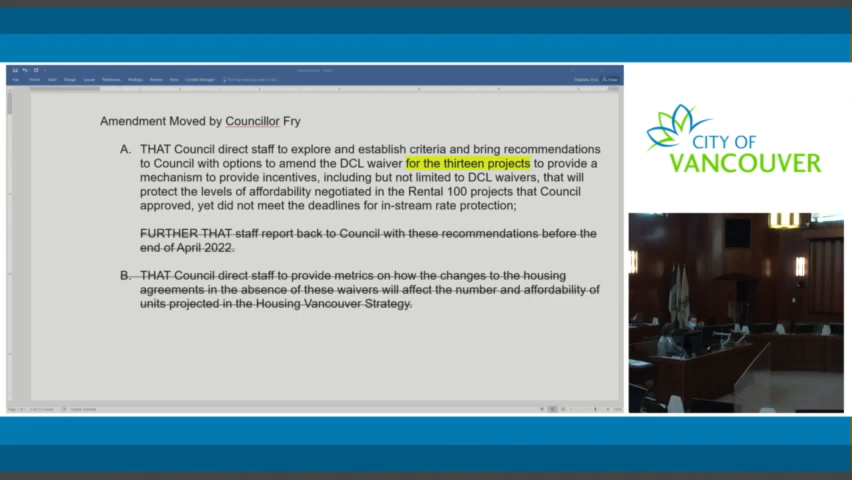 Amendment Moved by Councillor Fry
A. THAT Council direct staff to explore and establish criteria and bring recommendations
to Council with options to amend the DCL waiver for the thirteen projects to provide a
mechanism to provide incentives, including but not limited to DCL waivers, that will
protect the levels of affordability negotiated in the Rental 100 projects that Council
approved, yet did not meet the deadlines for in-stream rate protection;
FURTHER THAT staff report back to Council with these recommendations before the
end of April 2022.
B. THAT Council direct staff to provide metrics on how the changes to the housing
agreements in the absence of these waivers will affect the number and affordability of
units projected in the Housing Vancouver Strategy.
CITY OF
VANCOUVER